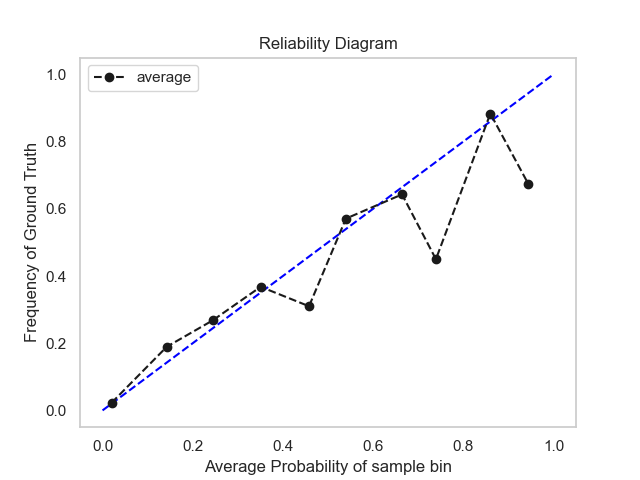 Reliability Diagram
average
1.0
0.8
0.6
0.4
0.2
0.0
Frequency of Ground Truth
0.0 0.2 0.4 0.6 0.8 1.0
Average Probability of sample bin